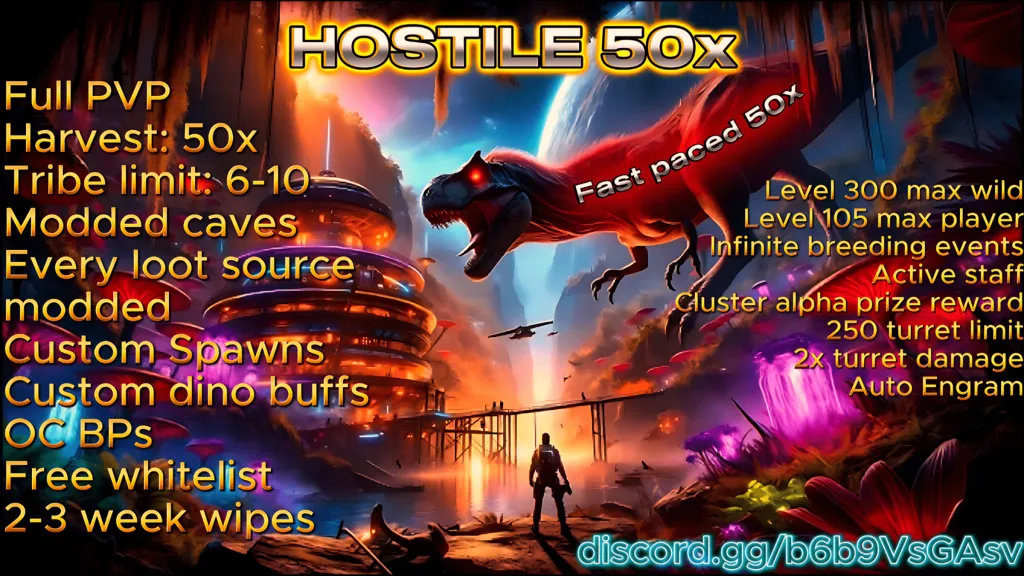 HOSTILE 50x
Full PVP
Harvest: 50x
Tribe limit: 6-10
Modded caves
Every loot source
modded
Custom Spawns
Custom dino buffs
OC BPs
Free whitelist
2-3 week wipes
Fast paced 50x
Level 300 max wild
Level 105 max player
Infinite breeding events
Active staff
Cluster alpha prize reward
250 turret limit
2x turret damage
Auto Engram
discord.gg/b6b9VsGAsv